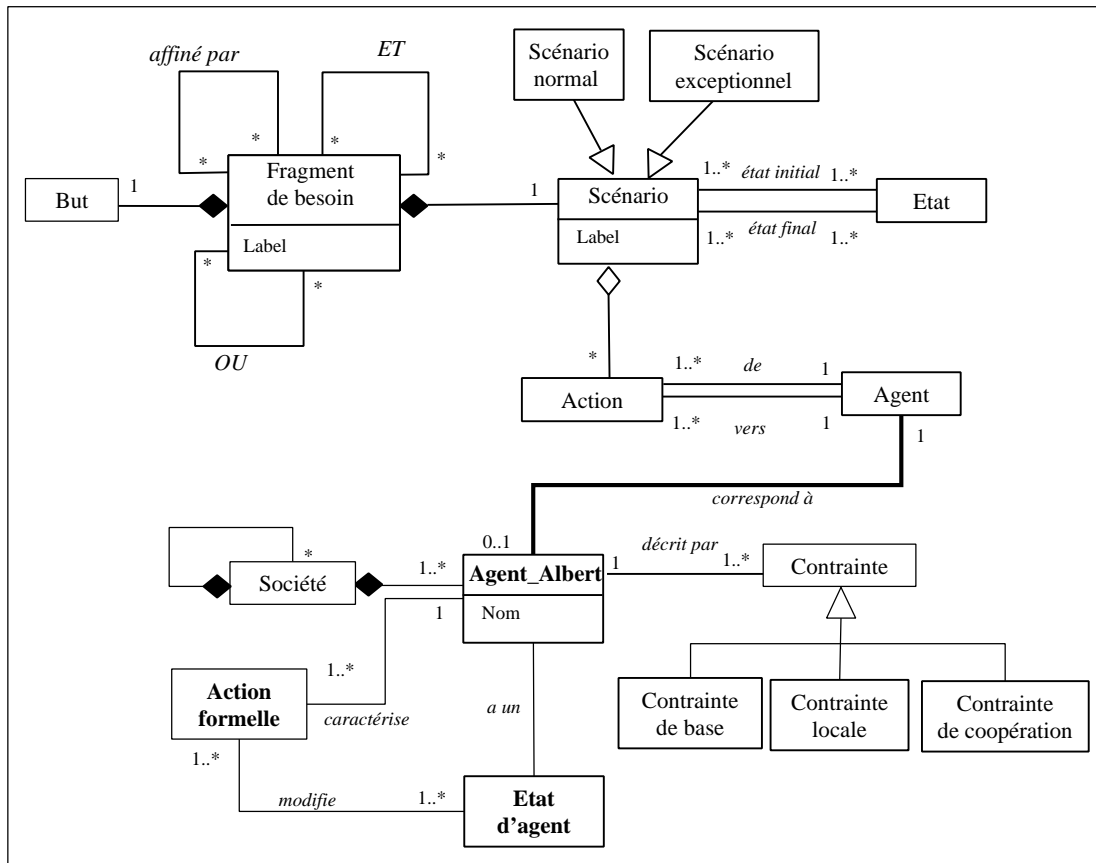 Scénario
normal
Scénario
exceptionnel
affiné par
ET
*
*
*
*
But
1
Fragment
de besoin
Label
1
Scénario
Label
1..*
état initial
1..*
Etat
1..*
état final
1..*
*
*
OU
*
Action
1..*
de
1
1..*
vers
1
Agent
1
correspond à
0..1
*
Société
1..*
Agent_Albert
Nom
1
décrit par
1..*
Contrainte
1
1..*
Action
formelle
caractérise
a un
Contrainte
de base
Contrainte
locale
Contrainte
de coopération
1..*
modifie
1..*
Etat
d’agent